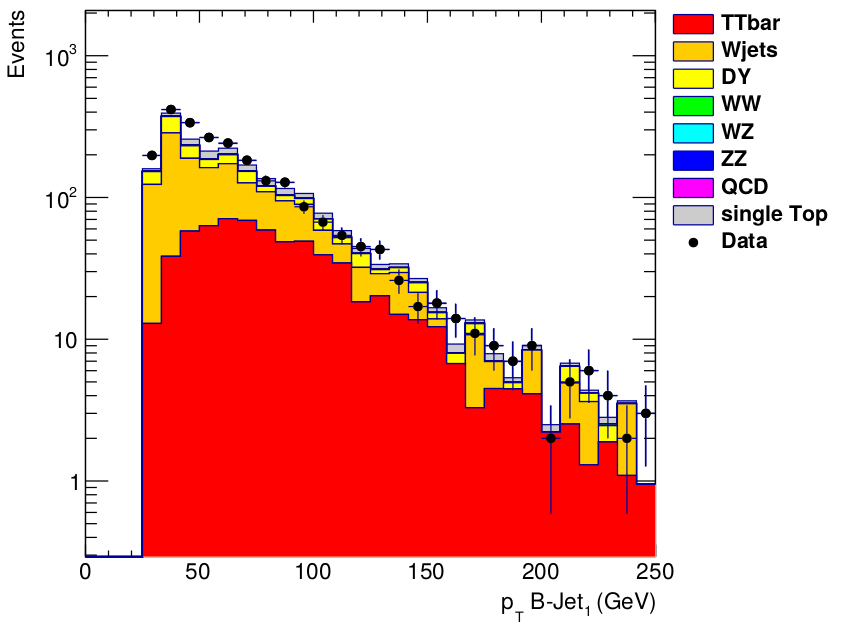 Events
10³
10²
10
1
0
50
100
150
200
250
p_T B-Jet₁ (GeV)
TTbar
Wjets
DY
WW
WZ
ZZ
QCD
single Top
Data